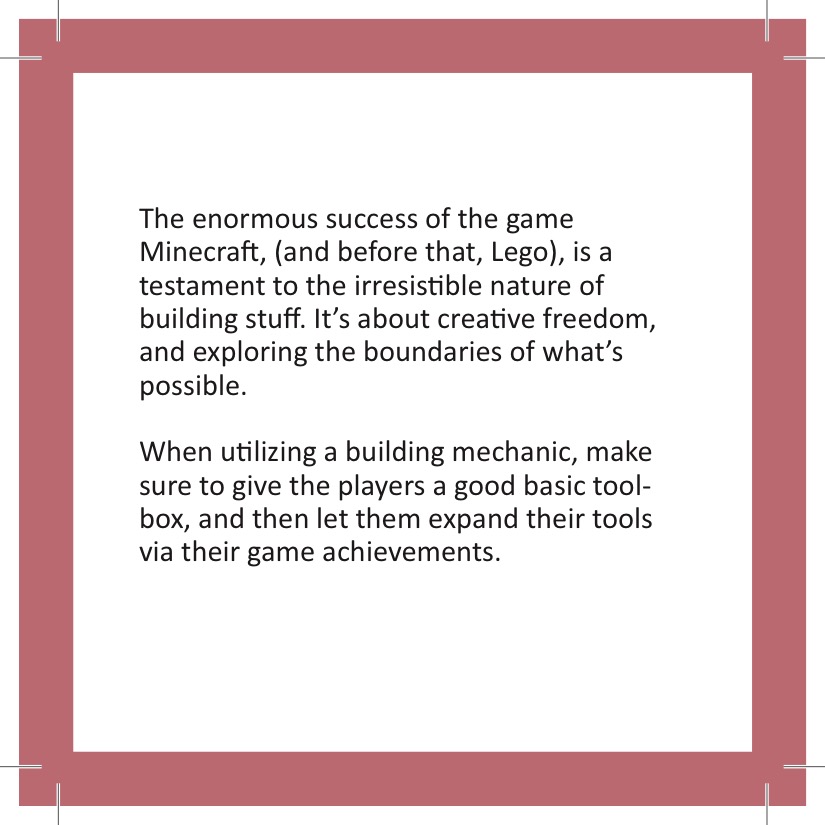 The enormous success of the game
Minecraft, (and before that, Lego), is a
testament to the irresistible nature of
building stuff. It’s about creative freedom,
and exploring the boundaries of what’s
possible.
When utilizing a building mechanic, make
sure to give the players a good basic tool-
box, and then let them expand their tools
via their game achievements.